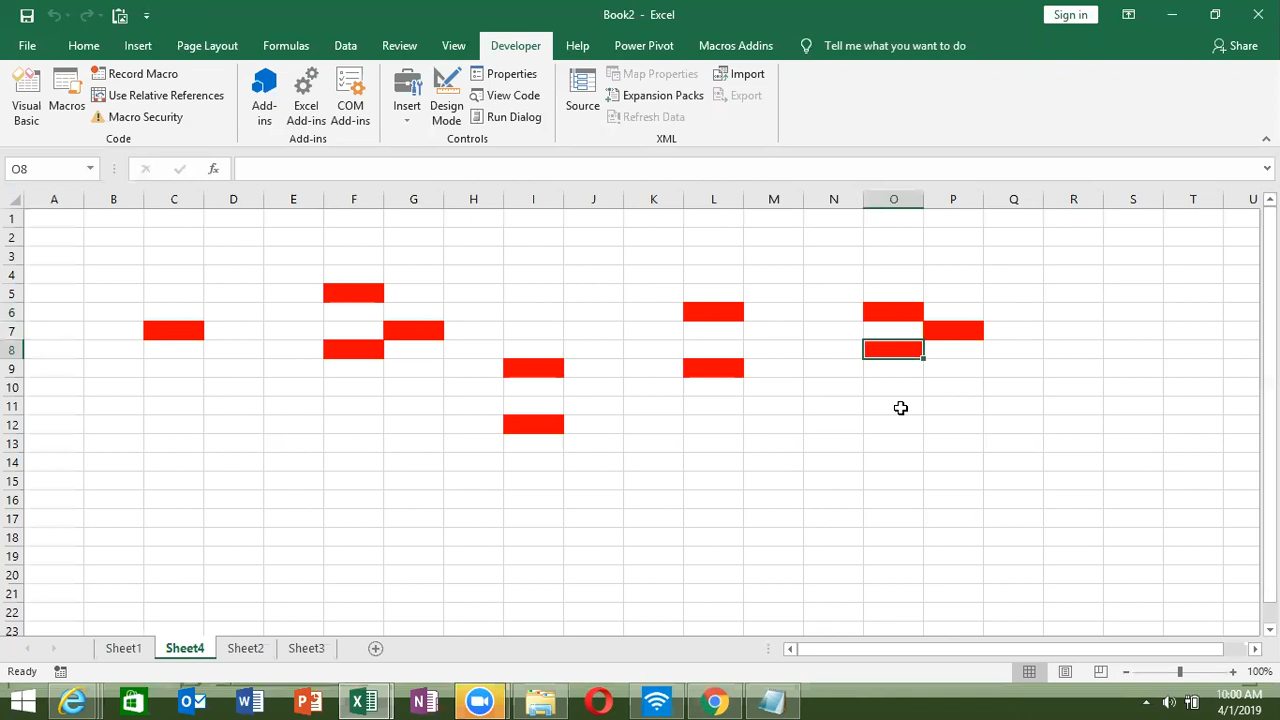 Book2 - Excel
Sign in
File Home Insert Page Layout Formulas Data Review View Developer Help Power Pivot Macros Addins Tell me what you want to do Share
Visual Basic
Macros
Record Macro
Use Relative References
Macro Security
Code
Add-ins
Excel Add-ins
COM Add-ins
Add-ins
Insert
Design Mode
Properties
View Code
Run Dialog
Controls
Source
Map Properties
Expansion Packs
Refresh Data
Import
Export
XML
O8
fx
A B C D E F G H I J K L M N O P Q R S T U
1
2
3
4
5
6
7
8
9
10
11
12
13
14
15
16
17
18
19
20
21
22
23
Sheet1 Sheet4 Sheet2 Sheet3
Ready
100%
10:00 AM
4/1/2019